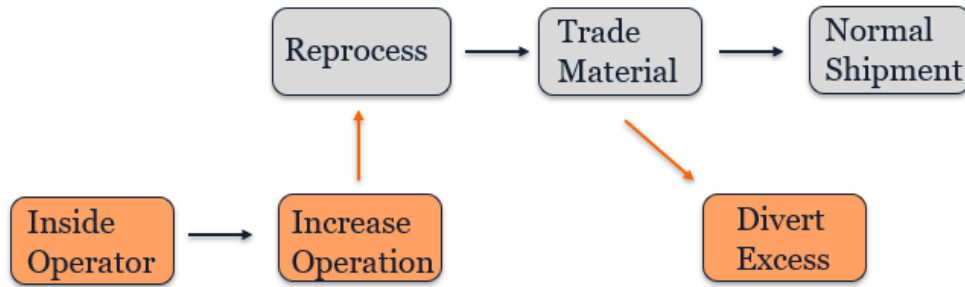 Reprocess
Trade
Material
Normal
Shipment
Inside
Operator
Increase
Operation
Divert
Excess